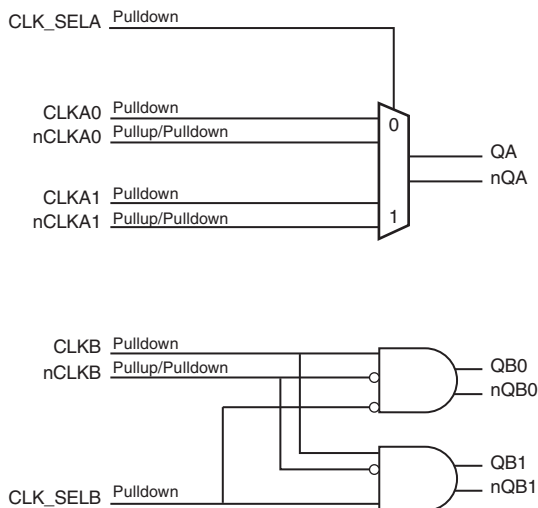 CLK_SELA Pulldown
CLKA0 Pulldown
nCLKA0 Pullup/Pulldown
0
QA
nQA
CLKA1 Pulldown
nCLKA1 Pullup/Pulldown
1
CLKB Pulldown
nCLKB Pullup/Pulldown
QB0
nQB0
QB1
nQB1
CLK_SELB Pulldown